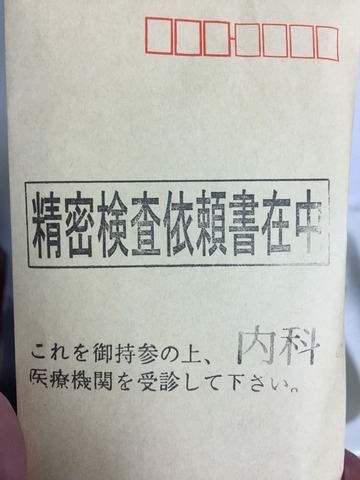 精密検査依頼書在中
これを御持参の上、 内科
医療機関を受診して下さい。